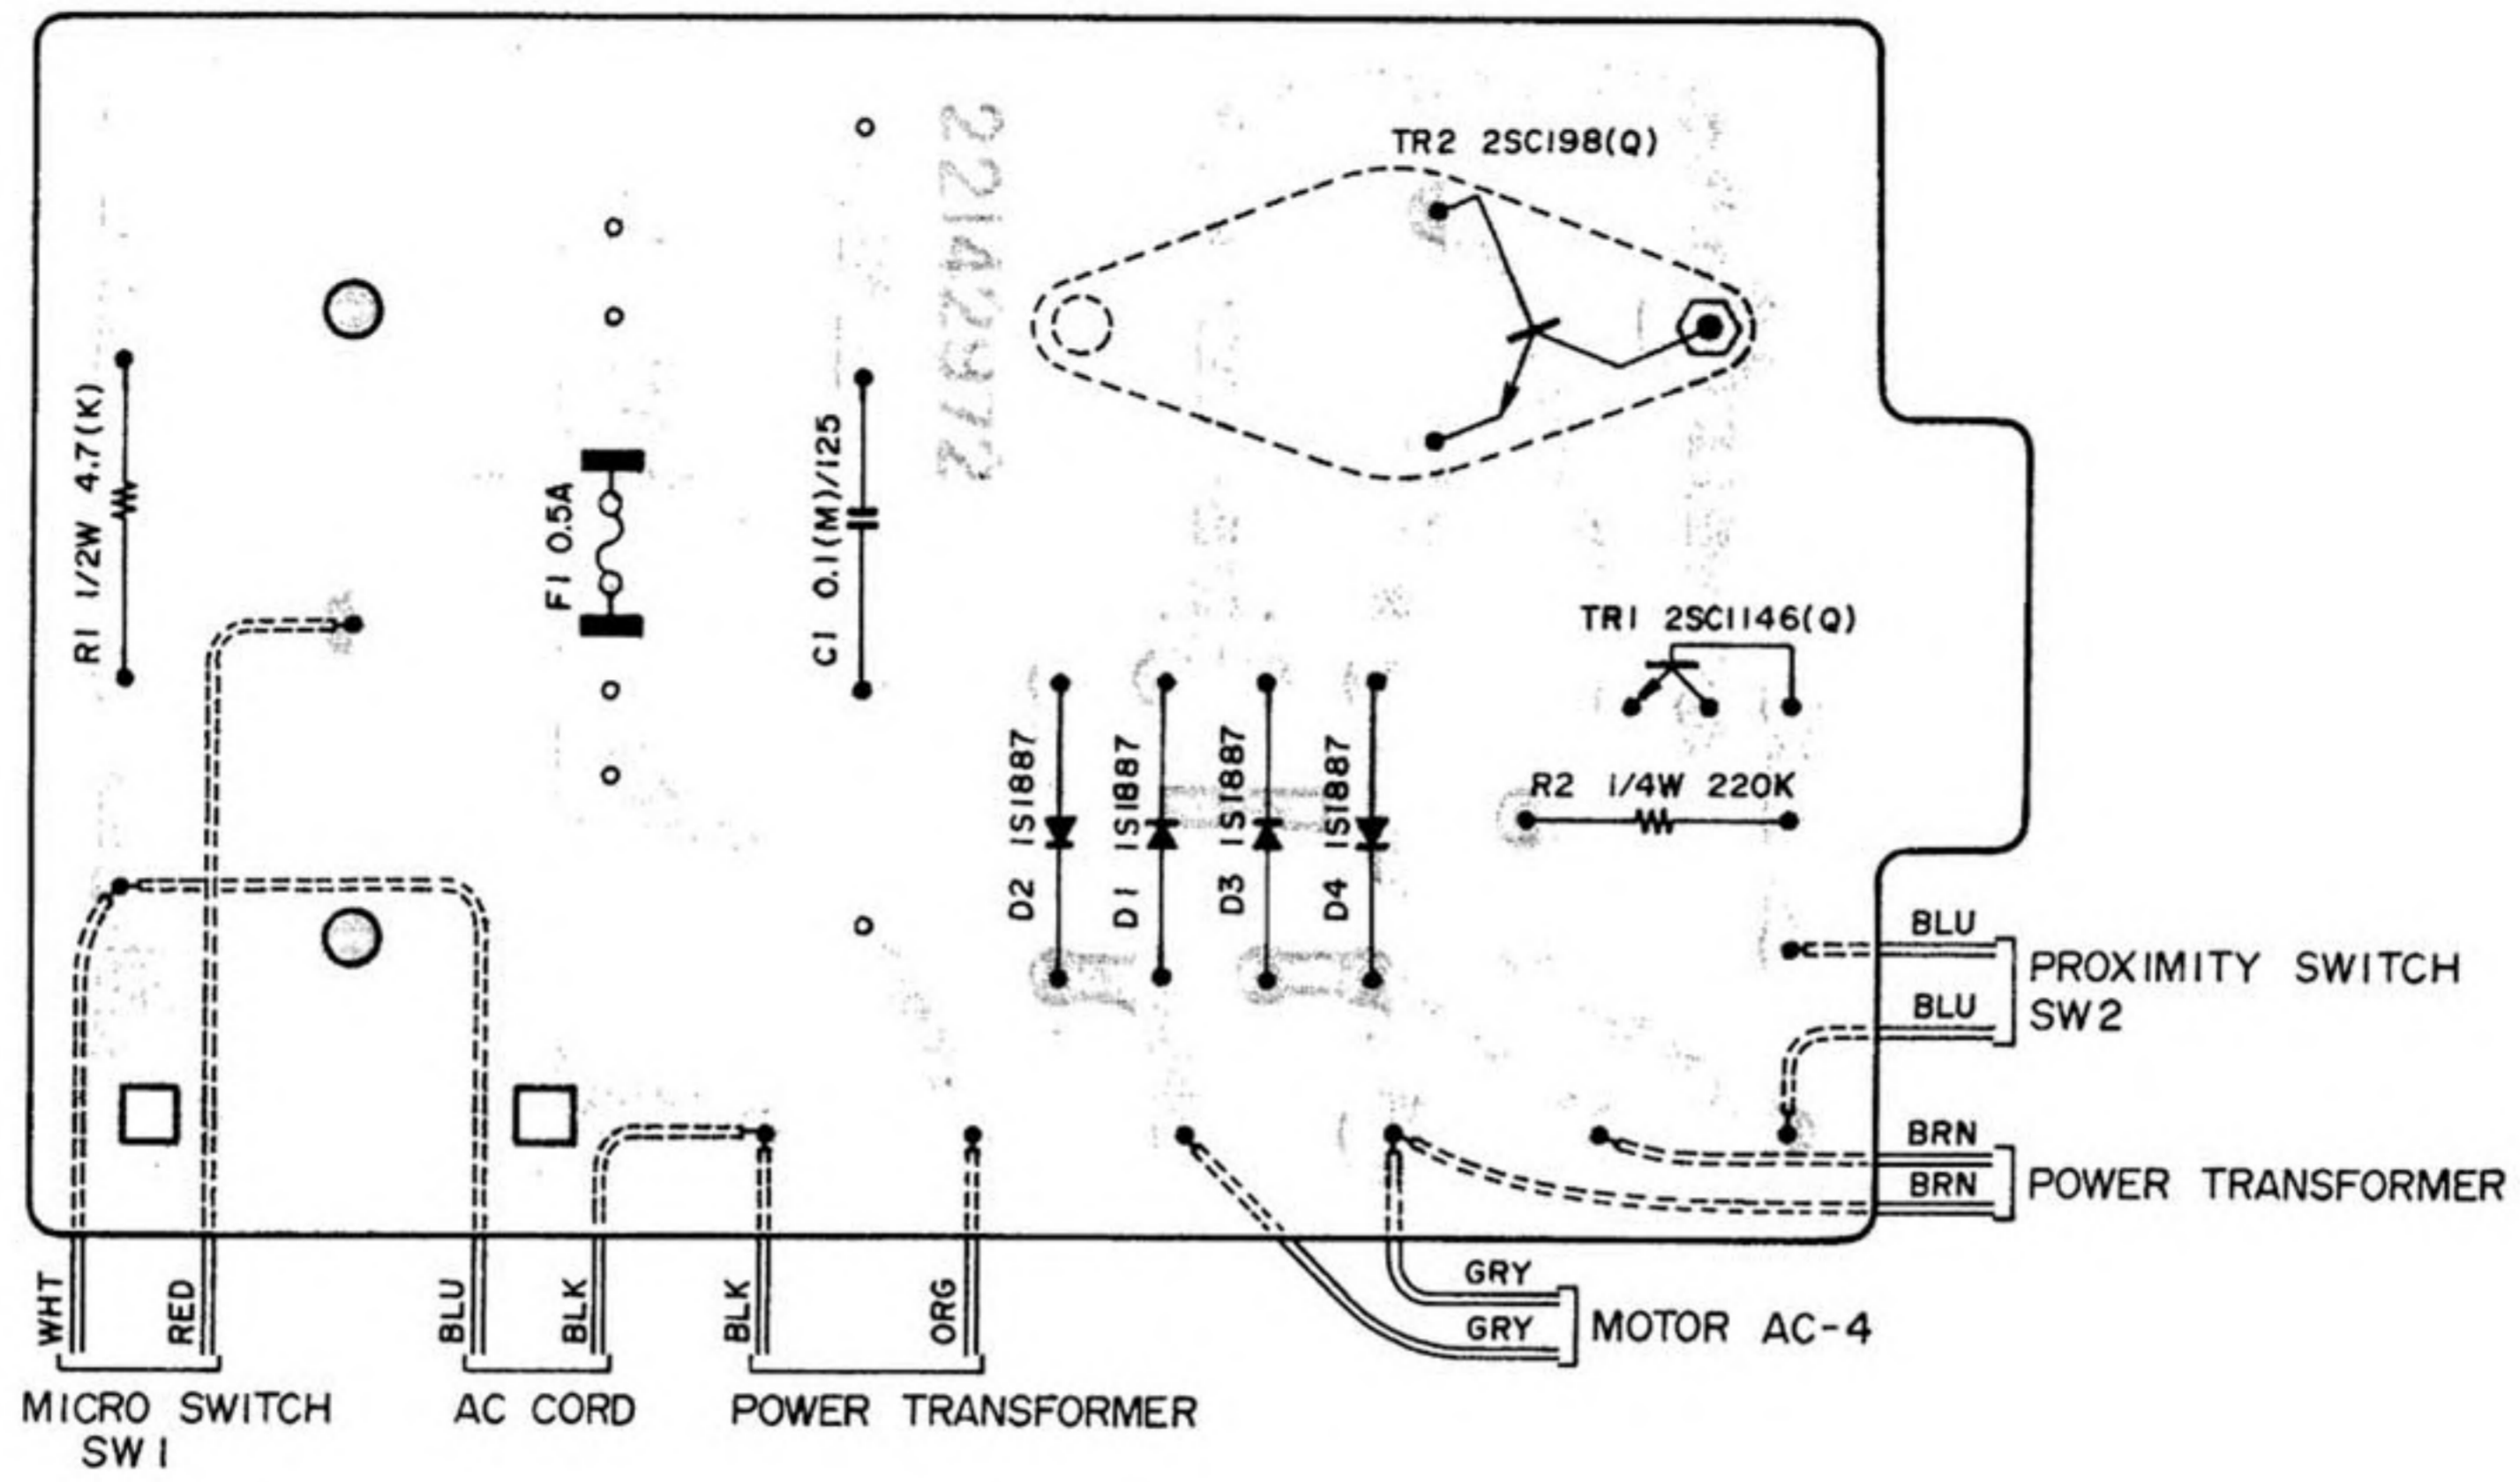 TR2 2SC198(Q)
22142972
R1 1/2W 4.7(K)
F1 0.5A
C1 0.1(M)/125
TR1 2SC1146(Q)
D2 1S1887
D1 1S1887
D3 1S1887
D4 1S1887
R2 1/4W 220K
BLU
PROXIMITY SWITCH
BLU
SW2
BRN
BRN
POWER TRANSFORMER
WHT
RED
BLU
BLK
BLK
ORG
GRY
GRY
MOTOR AC-4
MICRO SWITCH
SW1
AC CORD
POWER TRANSFORMER